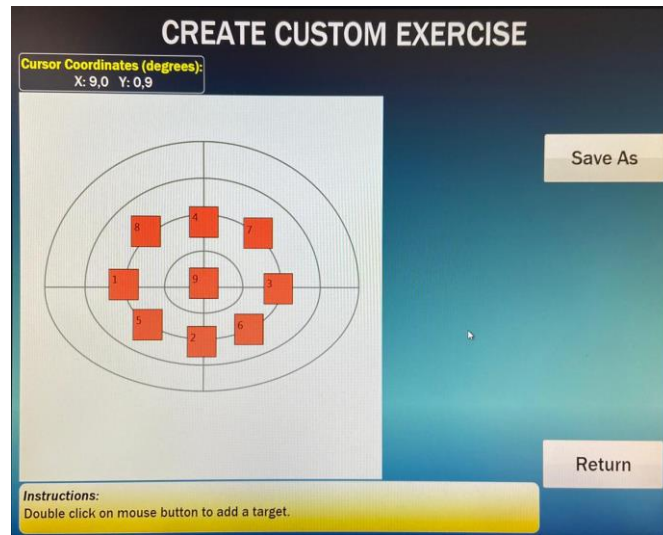 CREATE CUSTOM EXERCISE
Cursor Coordinates (degrees):
X: 9,0 Y: 0,9
Save As
4
8
7
1
9
3
5
6
2
Return
Instructions:
Double click on mouse button to add a target.